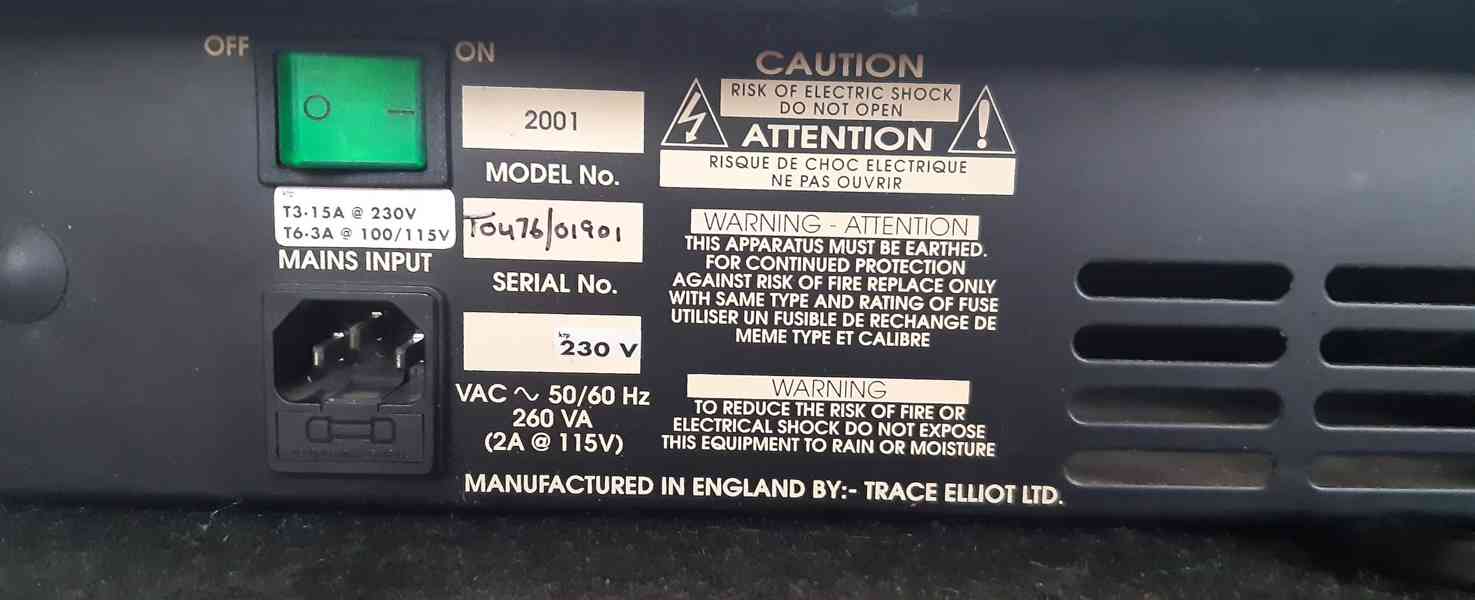 OFF
ON
2001
MODEL No.
T3·15A @ 230V
T6·3A @ 100/115V
MAINS INPUT
T0476/01901
SERIAL No.
230 V
VAC ~ 50/60 Hz
260 VA
(2A @ 115V)
CAUTION
RISK OF ELECTRIC SHOCK
DO NOT OPEN
ATTENTION
RISQUE DE CHOC ELECTRIQUE
NE PAS OUVRIR
WARNING - ATTENTION
THIS APPARATUS MUST BE EARTHED.
FOR CONTINUED PROTECTION
AGAINST RISK OF FIRE REPLACE ONLY
WITH SAME TYPE AND RATING OF FUSE
UTILISER UN FUSIBLE DE RECHANGE DE
MEME TYPE ET CALIBRE
WARNING
TO REDUCE THE RISK OF FIRE OR
ELECTRICAL SHOCK DO NOT EXPOSE
THIS EQUIPMENT TO RAIN OR MOISTURE
MANUFACTURED IN ENGLAND BY:- TRACE ELLIOT LTD.